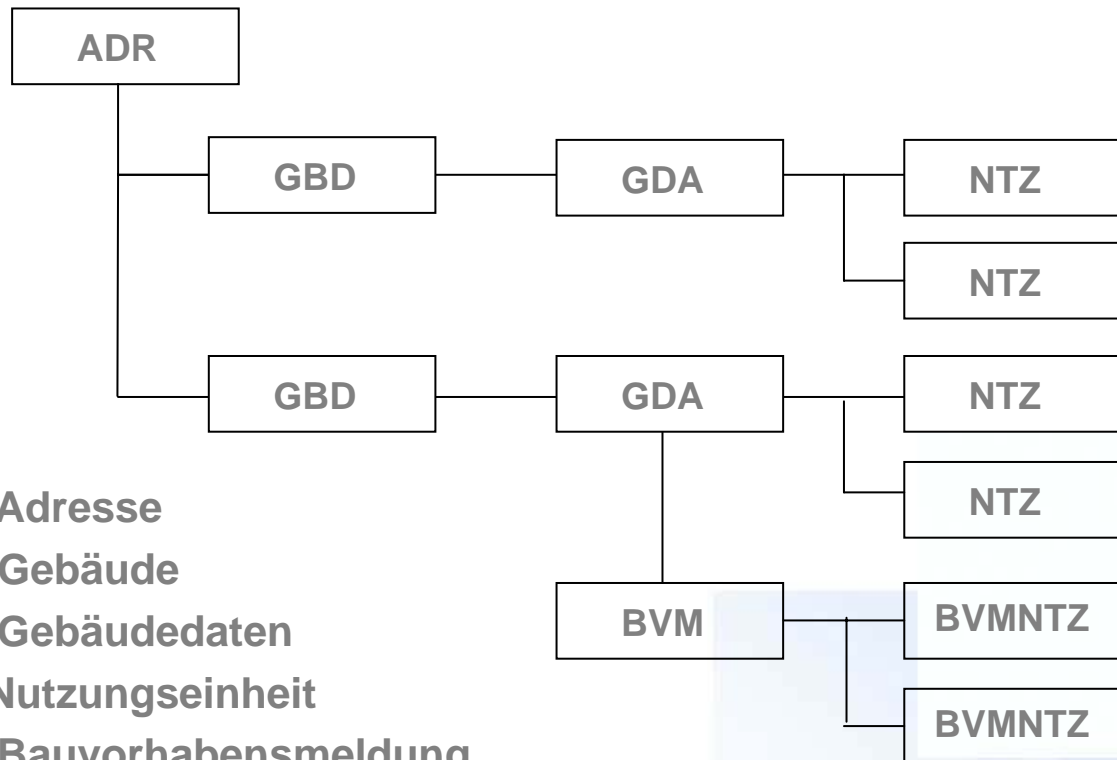 ADR
GBD GDA NTZ
NTZ
GBD GDA NTZ
NTZ
Adresse
Gebäude
Gebäudedaten
Nutzungseinheit
BVM BVMNTZ
Bauvorhabensmeldung
BVMNTZ